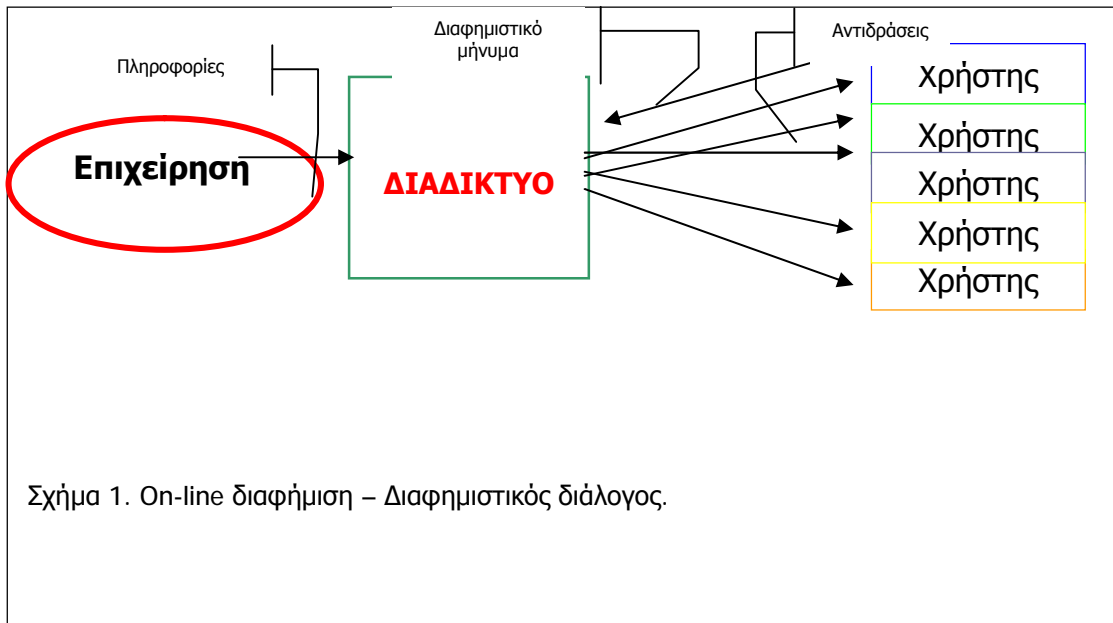 Διαφημιστικό
μήνυμα
Αντιδράσεις
Πληροφορίες
Επιχείρηση
ΔΙΑΔΙΚΤΥΟ
Χρήστης
Χρήστης
Χρήστης
Χρήστης
Χρήστης
Σχήμα 1. On-line διαφήμιση – Διαφημιστικός διάλογος.